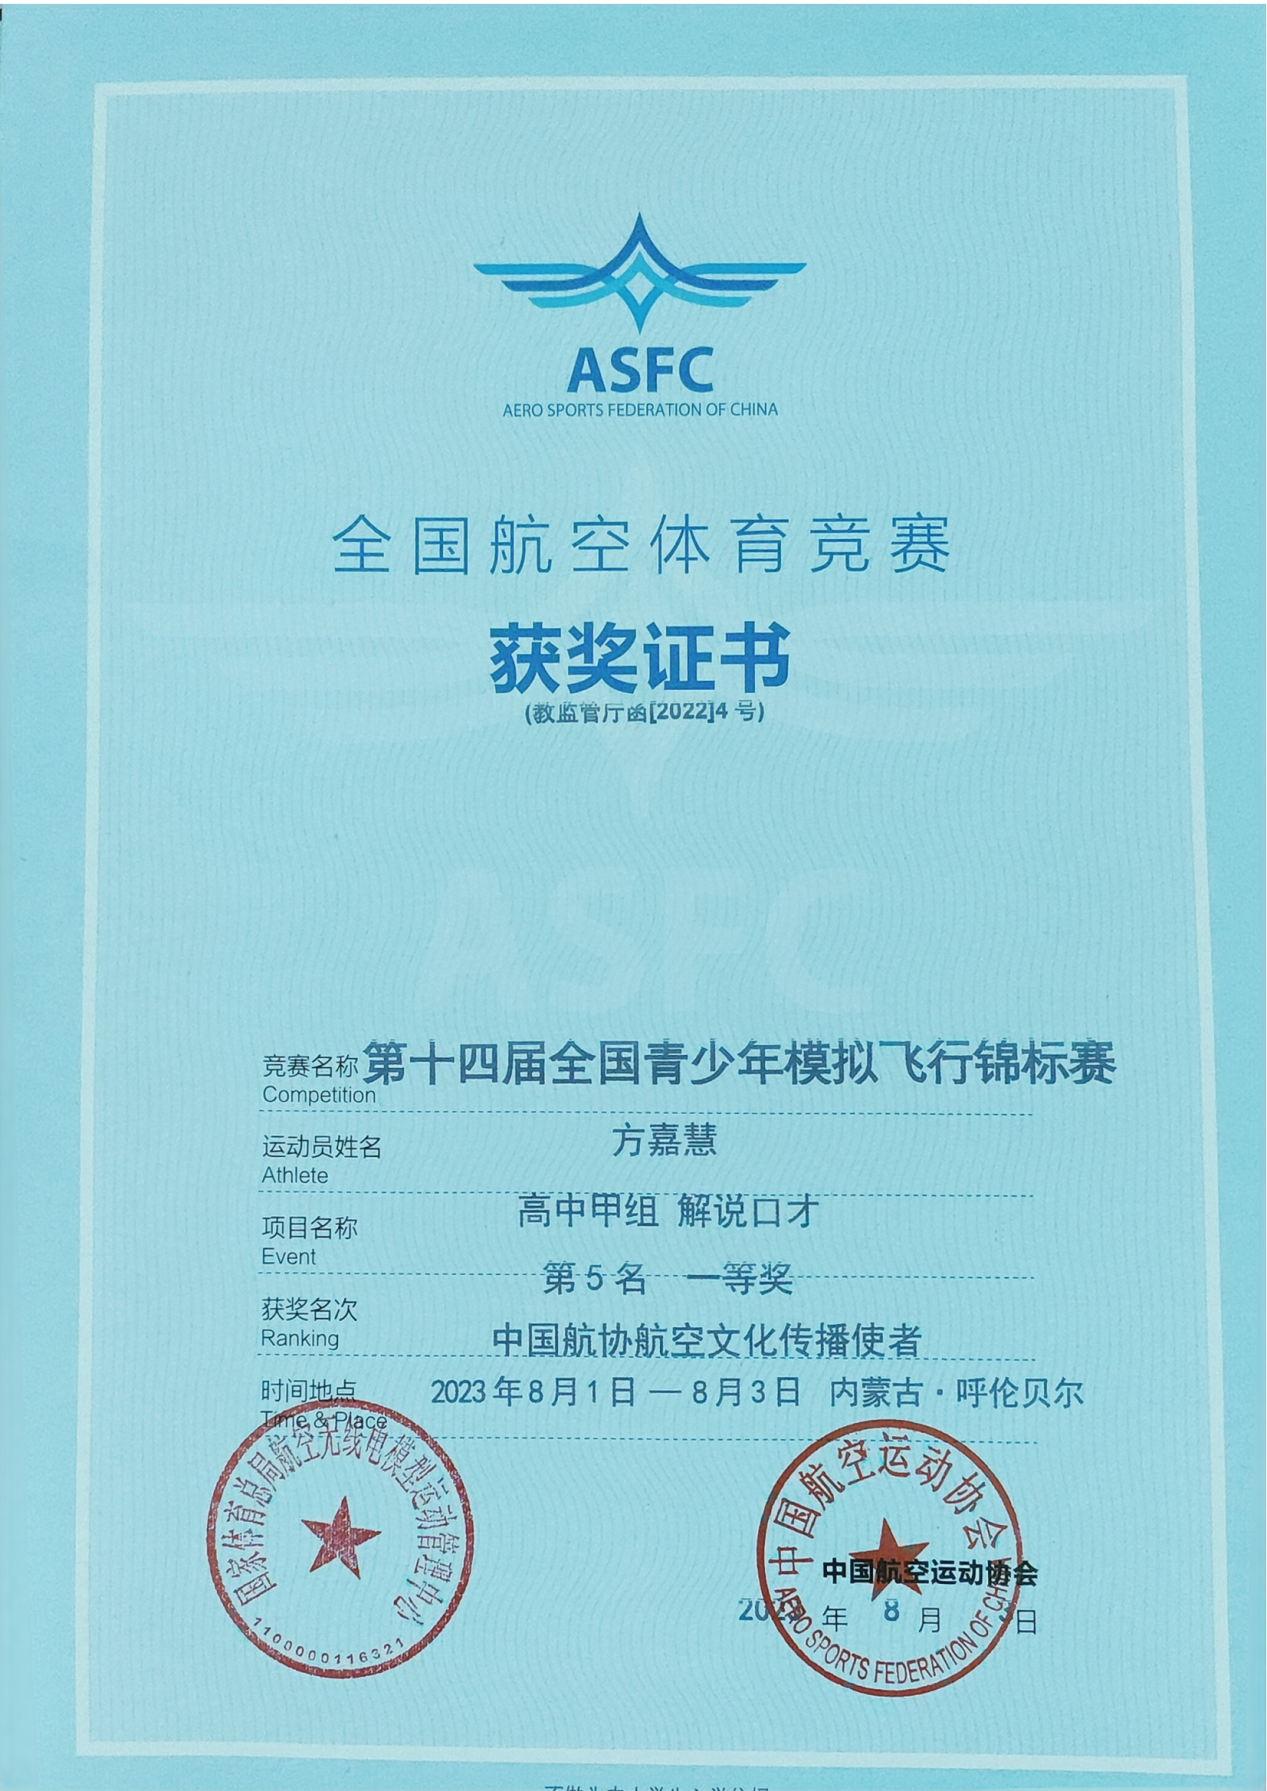 ASFC
AERO SPORTS FEDERATION OF CHINA
全国航空体育竞赛
获奖证书
(教监管厅函[2022]4 号)
ASFC
竞赛名称 第十四届全国青少年模拟飞行锦标赛
Competition
运动员姓名 方嘉慧
Athlete
高中甲组 解说口才
项目名称
Event
第 5 名 一等奖
获奖名次
Ranking 中国航协航空文化传播使者
时间地点 2023 年 8 月 1 日 — 8 月 3 日 内蒙古·呼伦贝尔
Time & Place
国家体育总局航空无线电模型运动管理中心
1100000116321
中国航空运动协会
AERO SPORTS FEDERATION OF CHINA
中国航空运动协会
年 8 月 日